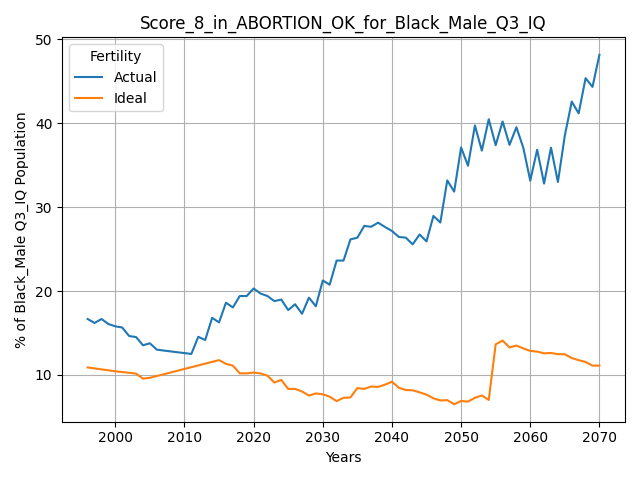 Score_8_in_ABORTION_OK_for_Black_Male_Q3_IQ
Fertility
Actual
Ideal
% of Black_Male Q3_IQ Population
50
40
30
20
10
2000 2010 2020 2030 2040 2050 2060 2070
Years